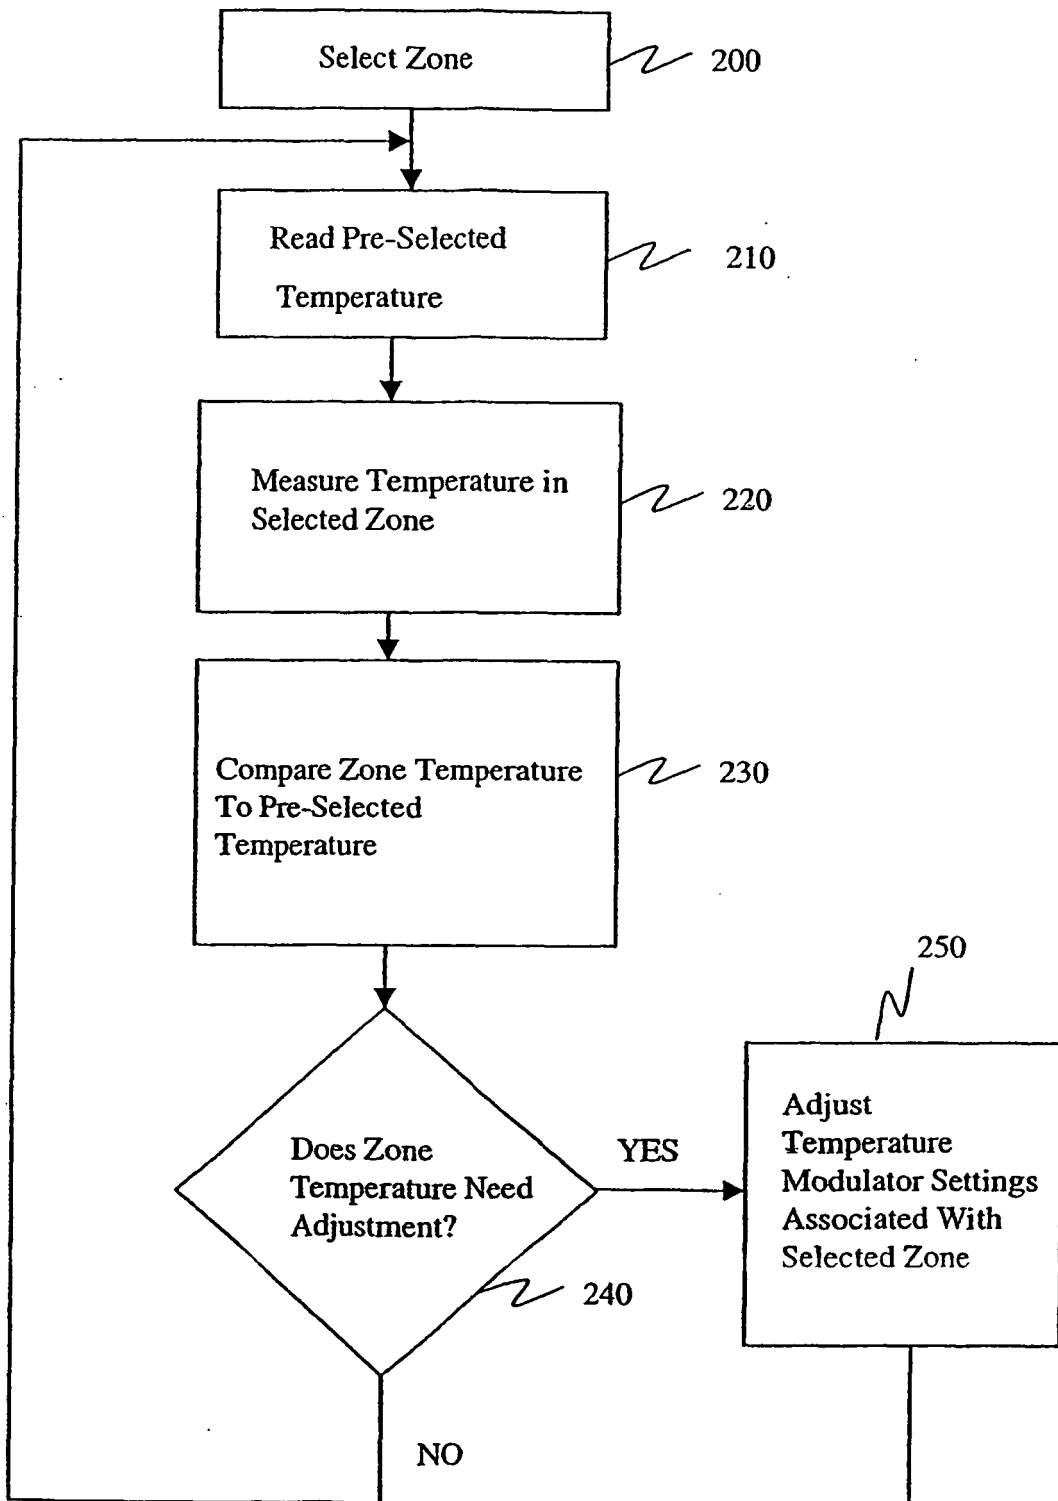 Select Zone
200
Read Pre-Selected
Temperature
210
Measure Temperature in
Selected Zone
220
Compare Zone Temperature
To Pre-Selected
Temperature
230
250
Does Zone
Temperature Need
Adjustment?
YES
240
Adjust
Temperature
Modulator Settings
Associated With
Selected Zone
NO